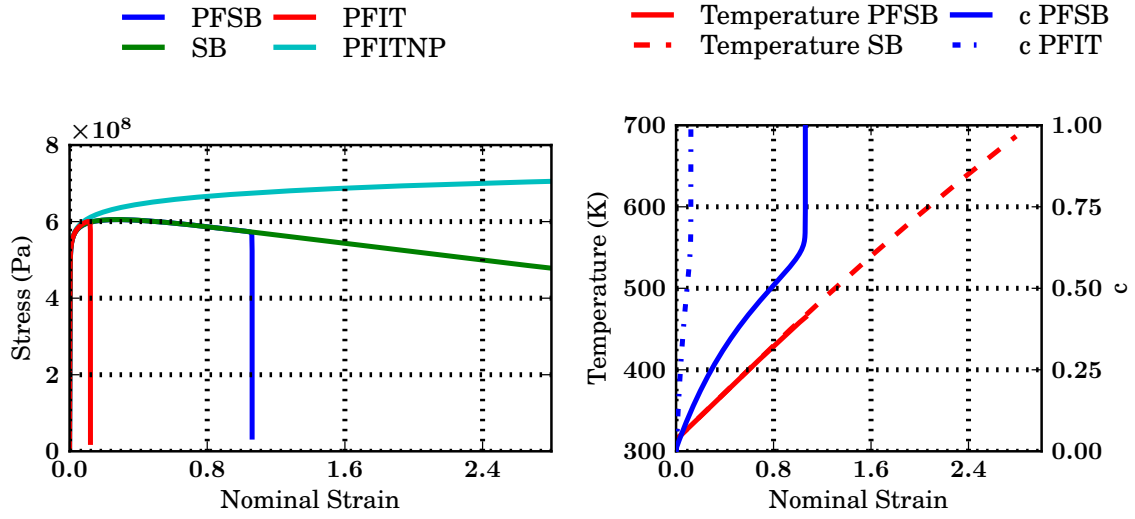 PFSB PFIT
SB PFITNP
×10⁸
8
6
4
2
0
Stress (Pa)
0.0 0.8 1.6 2.4
Nominal Strain
Temperature PFSB c PFSB
Temperature SB c PFIT
700
600
500
400
300
Temperature (K)
1.00
0.75
0.50
0.25
0.00
c
0.0 0.8 1.6 2.4
Nominal Strain